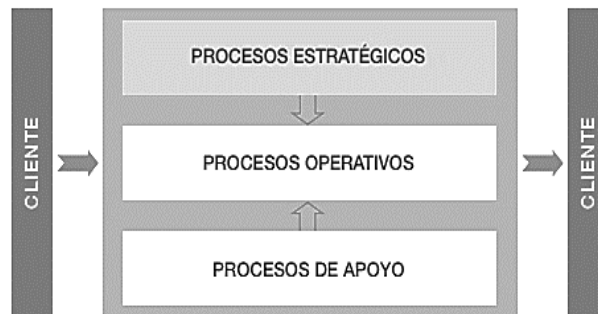 CLIENTE
PROCESOS ESTRATÉGICOS
PROCESOS OPERATIVOS
PROCESOS DE APOYO
CLIENTE